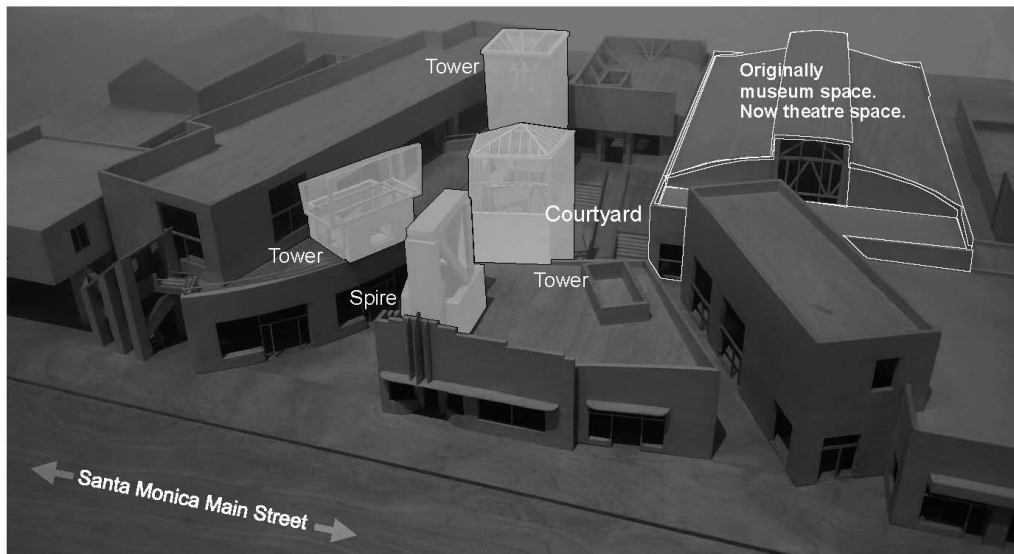 Tower
Originally
museum space.
Now theatre space.
Courtyard
Tower
Tower
Spire
Santa Monica Main Street